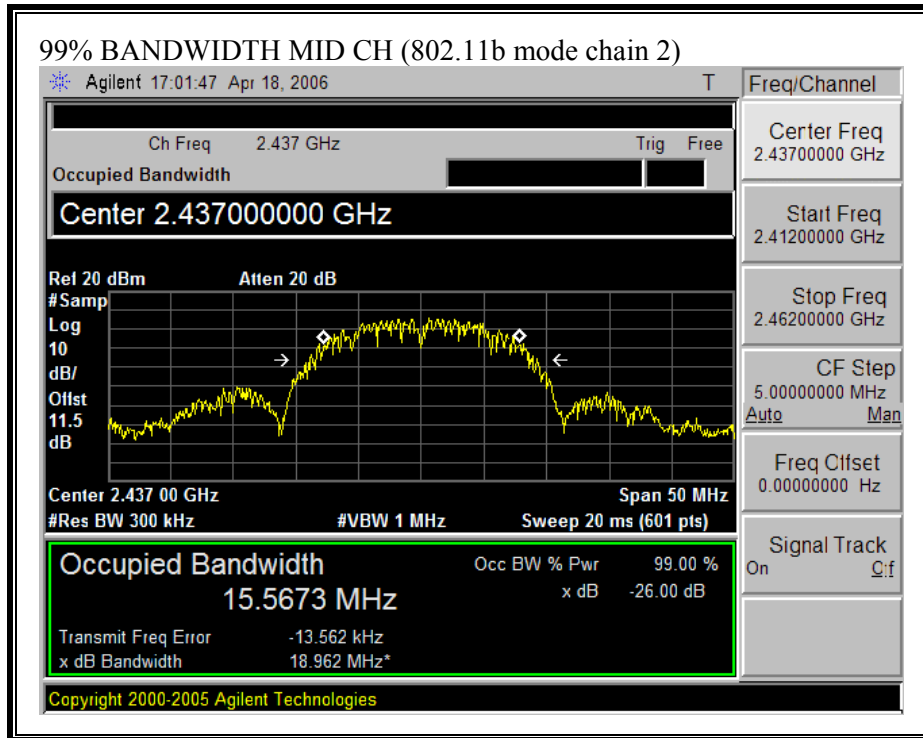 99% BANDWIDTH MID CH (802.11b mode chain 2)
Agilent 17:01:47 Apr 18, 2006 T
Freq/Channel
Ch Freq 2.437 GHz Trig Free
Occupied Bandwidth
Center 2.437000000 GHz
Ref 20 dBm Atten 20 dB
#Samp
Log
10
dB/
Offst
11.5
dB
Center 2.437 00 GHz Span 50 MHz
#Res BW 300 kHz #VBW 1 MHz Sweep 20 ms (601 pts)
Occupied Bandwidth
15.5673 MHz
Occ BW % Pwr 99.00 %
x dB -26.00 dB
Transmit Freq Error -13.562 kHz
x dB Bandwidth 18.962 MHz*
Copyright 2000-2005 Agilent Technologies
Center Freq
2.43700000 GHz
Start Freq
2.41200000 GHz
Stop Freq
2.46200000 GHz
CF Step
5.00000000 MHz
Auto Man
Freq Offset
0.00000000 Hz
Signal Track
On Off